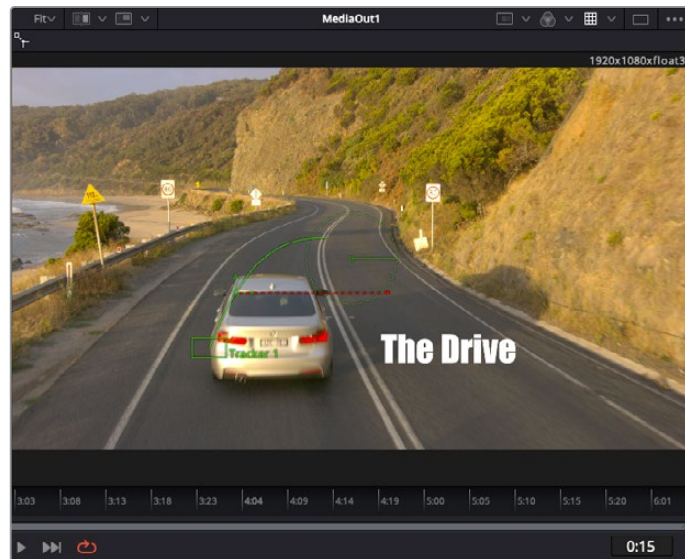 Fit MediaOut1
1920x1080xfloat3
Tracker 1
The Drive
3:03 3:08 3:13 3:18 3:23 4:04 4:09 4:14 4:19 5:00 5:05 5:10 5:15 5:20 6:01
0:15